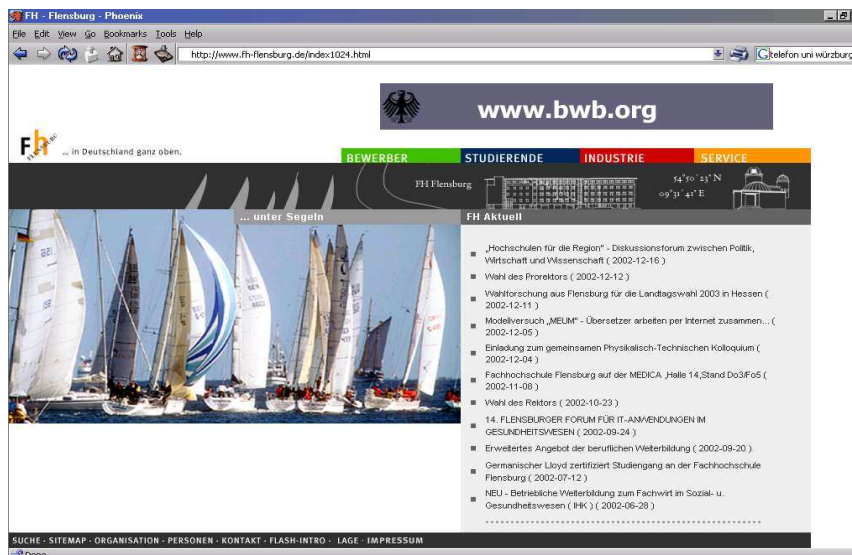 FH - Flensburg - Phoenix
File Edit View Go Bookmarks Tools Help
http://www.fh-flensburg.de/index1024.html
telefon uni würzburg
www.bwb.org
Fh FLENSBURG
... in Deutschland ganz oben.
BEWERBER STUDIERENDE INDUSTRIE SERVICE
FH Flensburg
54°50´23˝ N
09°31´41˝ E
... unter Segeln
FH Aktuell
„Hochschulen für die Region" - Diskussionsforum zwischen Politik,
Wirtschaft und Wissenschaft ( 2002-12-16 )
Wahl des Prorektors ( 2002-12-12 )
Wahlforschung aus Flensburg für die Landtagswahl 2003 in Hessen (
2002-12-11 )
Modellversuch „MEUM" - Übersetzer arbeiten per Internet zusammen... (
2002-12-05 )
Einladung zum gemeinsamen Physikalisch-Technischen Kolloquium (
2002-12-04 )
Fachhochschule Flensburg auf der MEDICA ,Halle 14,Stand Do3/Fo5 (
2002-11-08 )
Wahl des Rektors ( 2002-10-23 )
14. FLENSBURGER FORUM FÜR IT-ANWENDUNGEN IM
GESUNDHEITSWESEN ( 2002-09-24 )
Erweitertes Angebot der beruflichen Weiterbildung ( 2002-09-20 )
Germanischer Lloyd zertifiziert Studiengang an der Fachhochschule
Flensburg ( 2002-07-12 )
NEU - Betriebliche Weiterbildung zum Fachwirt im Sozial- u.
Gesundheitswesen ( IHK ) ( 2002-06-28 )
SUCHE · SITEMAP · ORGANISATION · PERSONEN · KONTAKT · FLASH-INTRO · LAGE · IMPRESSUM
Done